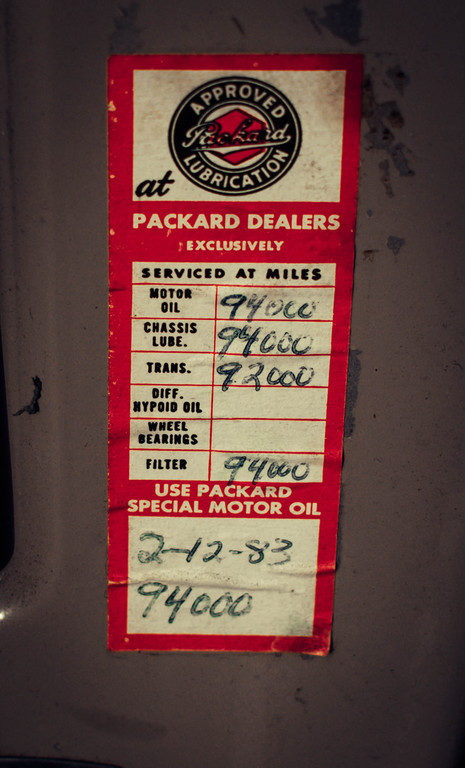 APPROVED
Packard
LUBRICATION
at
PACKARD DEALERS
EXCLUSIVELY
SERVICED AT MILES
MOTOR OIL 94000
CHASSIS LUBE. 94000
TRANS. 92000
DIFF. HYPOID OIL
WHEEL BEARINGS
FILTER 94000
USE PACKARD
SPECIAL MOTOR OIL
2-12-83
94000